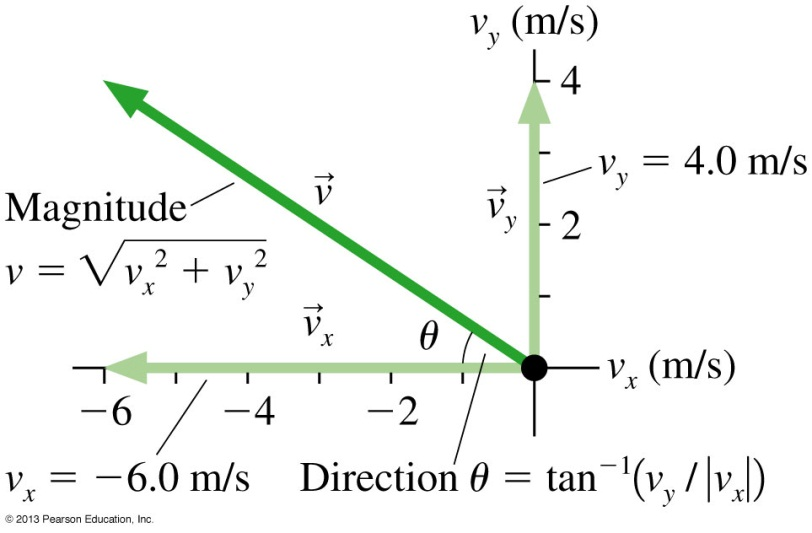 v_y (m/s)
4
v_y = 4.0 m/s
v⃗
v⃗_y
Magnitude
2
v = √(v_x² + v_y²)
v⃗_x
θ
v_x (m/s)
−6
−4
−2
v_x = −6.0 m/s
Direction θ = tan⁻¹(v_y / |v_x|)
© 2013 Pearson Education, Inc.